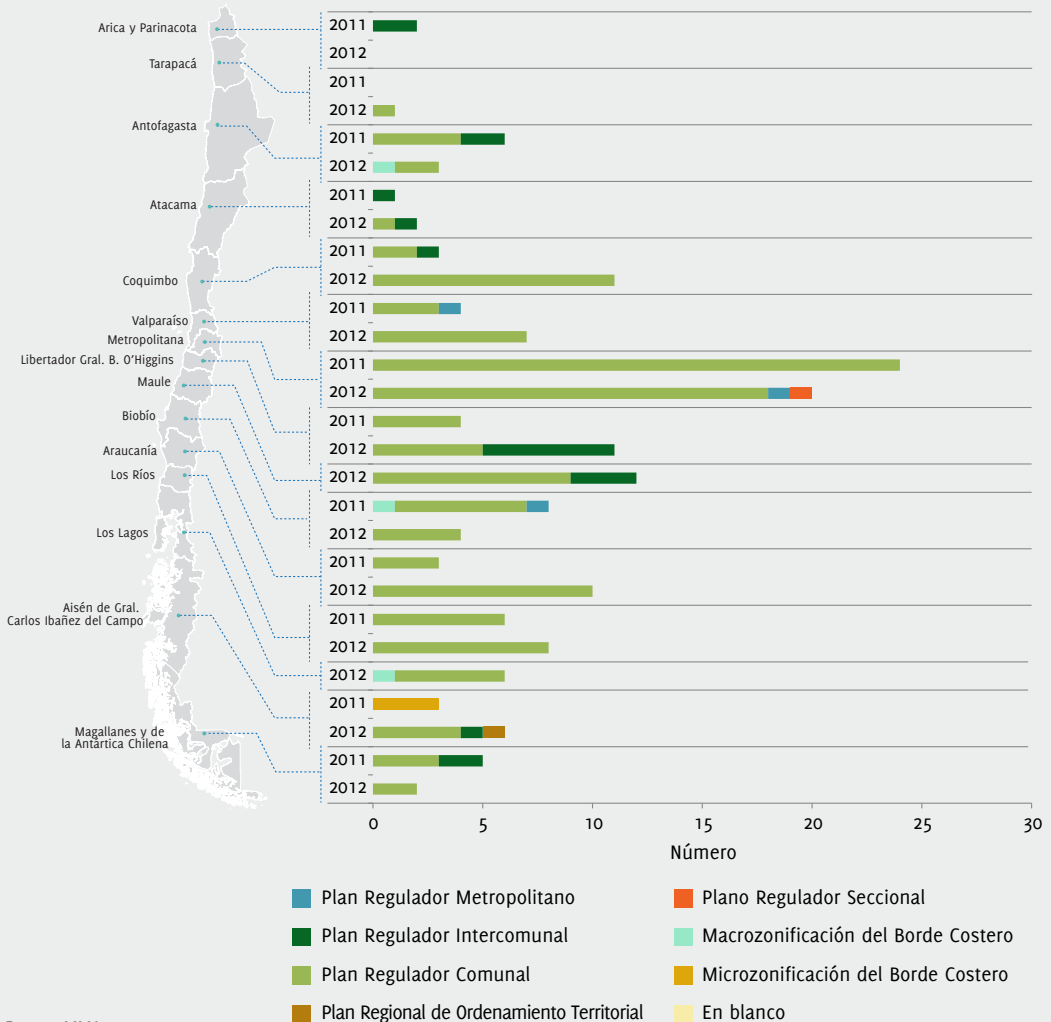 Arica y Parinacota
Tarapacá
Antofagasta
Atacama
Coquimbo
Valparaíso
Metropolitana
Libertador Gral. B. O'Higgins
Maule
Biobío
Araucanía
Los Ríos
Los Lagos
Aisén de Gral.
Carlos Ibañez del Campo
Magallanes y de
la Antártica Chilena
2011
2012
2011
2012
2011
2012
2011
2012
2011
2012
2011
2012
2011
2012
2011
2012
2012
2011
2012
2011
2012
2011
2012
2012
2011
2012
2011
2012
0 5 10 15 20 25 30
Número
Plan Regulador Metropolitano
Plan Regulador Intercomunal
Plan Regulador Comunal
Plan Regional de Ordenamiento Territorial
Plano Regulador Seccional
Macrozonificación del Borde Costero
Microzonificación del Borde Costero
En blanco